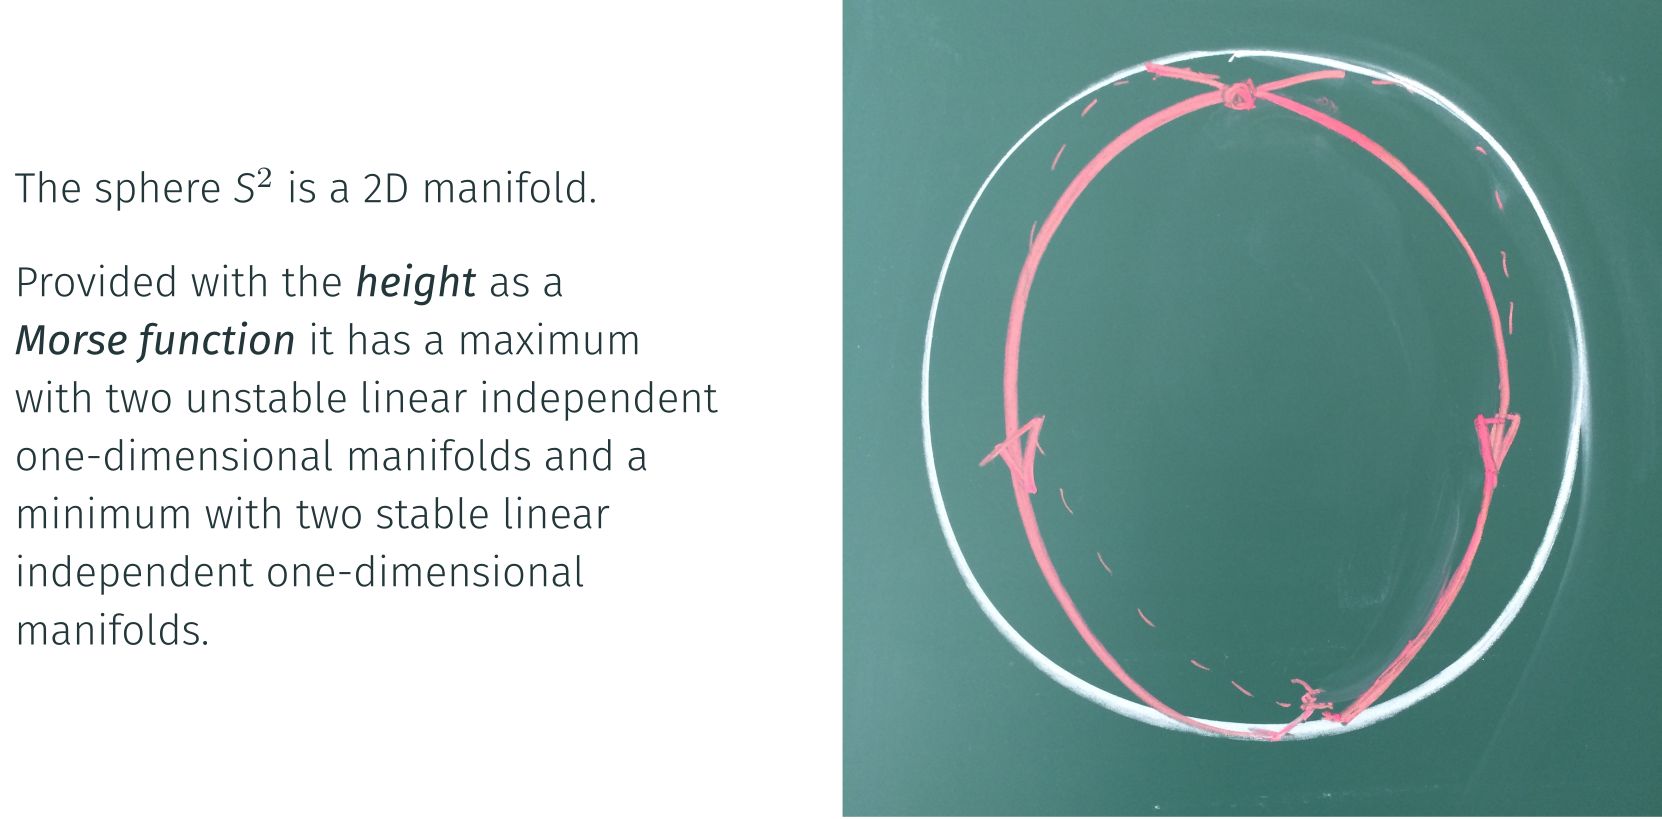 The sphere S² is a 2D manifold.
Provided with the height as a
Morse function it has a maximum
with two unstable linear independent
one-dimensional manifolds and a
minimum with two stable linear
independent one-dimensional
manifolds.